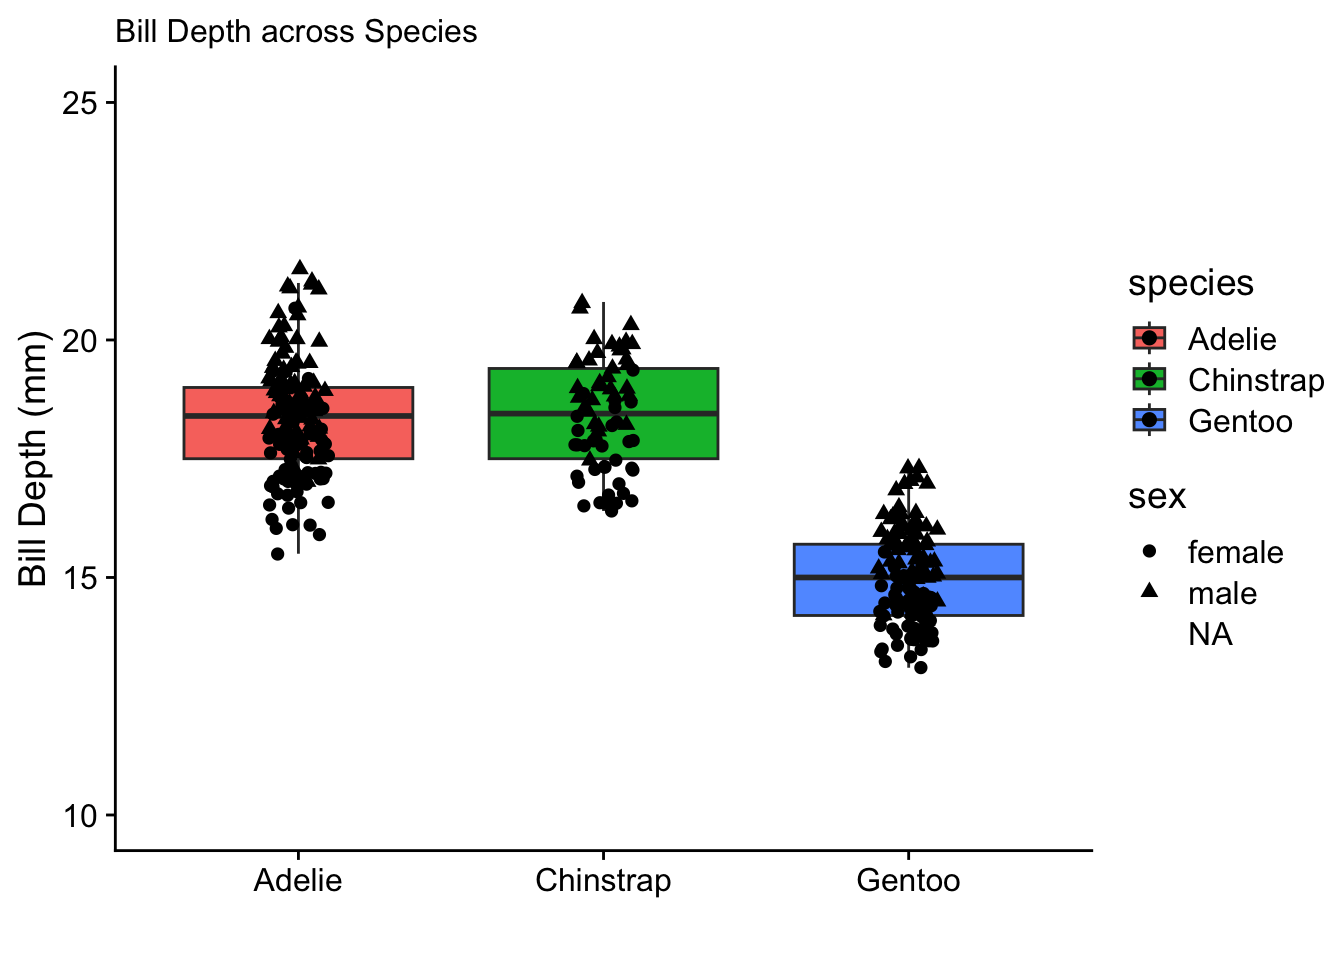 Bill Depth across Species
Bill Depth (mm)
25
20
15
10
Adelie
Chinstrap
Gentoo
species
Adelie
Chinstrap
Gentoo
sex
female
male
NA